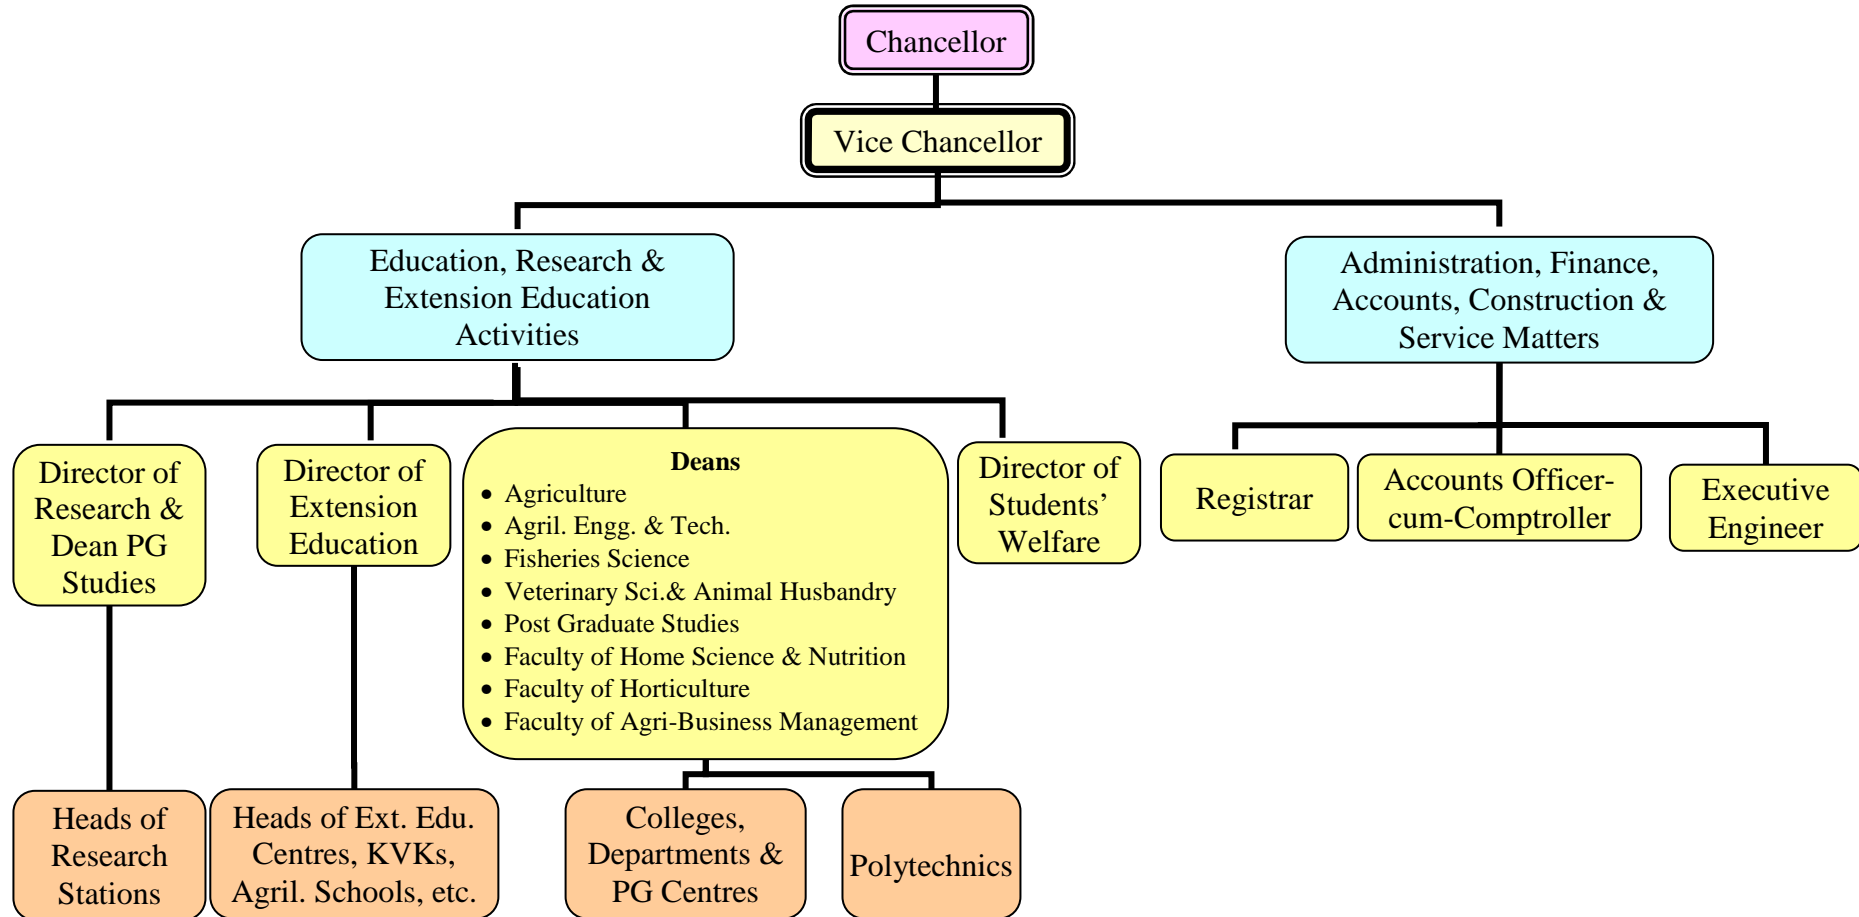 Chancellor
Vice Chancellor
Education, Research &
Extension Education
Activities
Administration, Finance,
Accounts, Construction &
Service Matters
Director of
Research &
Dean PG
Studies
Director of
Extension
Education
Deans
• Agriculture
• Agril. Engg. & Tech.
• Fisheries Science
• Veterinary Sci.& Animal Husbandry
• Post Graduate Studies
• Faculty of Home Science & Nutrition
• Faculty of Horticulture
• Faculty of Agri-Business Management
Director of
Students’
Welfare
Registrar
Accounts Officer-
cum-Comptroller
Executive
Engineer
Heads of
Research
Stations
Heads of Ext. Edu.
Centres, KVKs,
Agril. Schools, etc.
Colleges,
Departments &
PG Centres
Polytechnics